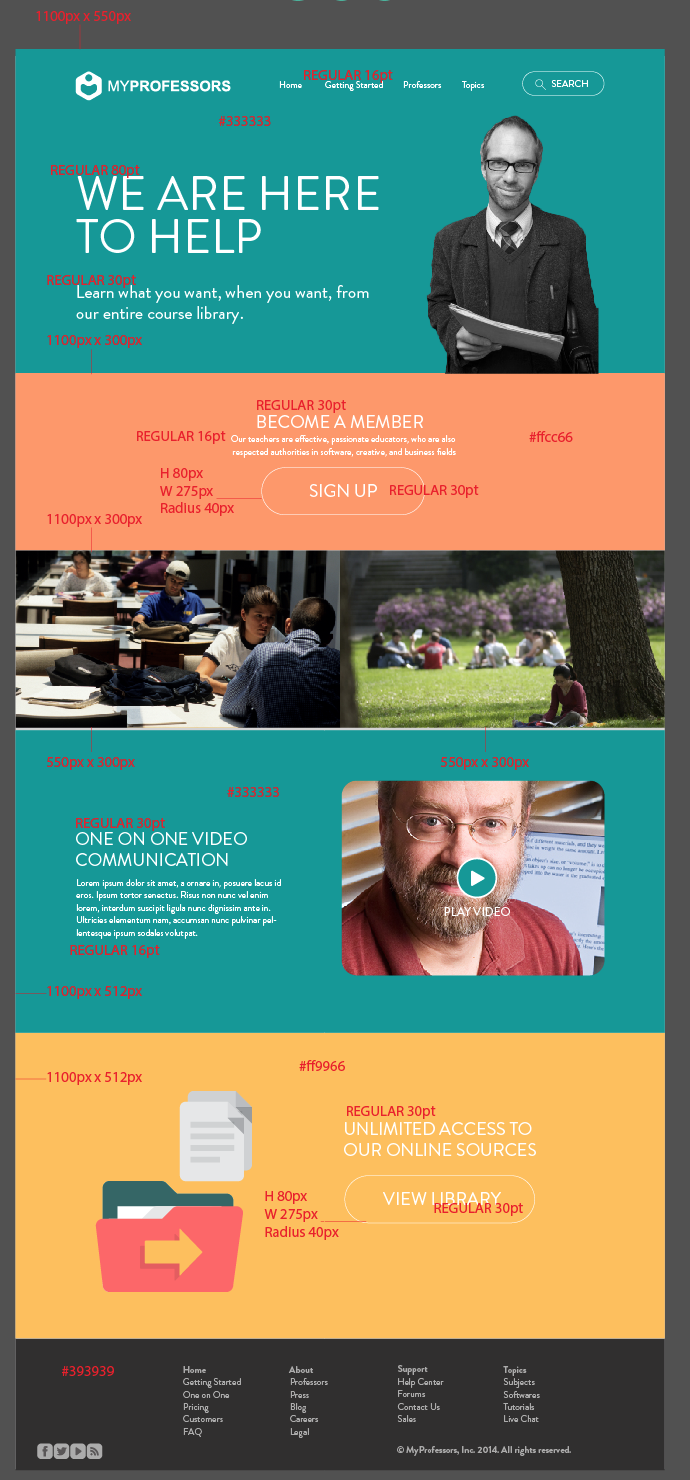 1100px x 550px
REGULAR 16pt
MYPROFESSORS
Home Getting Started Professors Topics SEARCH
#333333
REGULAR 80pt
WE ARE HERE
TO HELP
REGULAR 30pt
Learn what you want, when you want, from
our entire course library.
1100px x 300px
REGULAR 30pt
BECOME A MEMBER
REGULAR 16pt
Our teachers are effective, passionate educators, who are also
respected authorities in software, creative, and business fields
#ffcc66
H 80px
W 275px
Radius 40px
SIGN UP
REGULAR 30pt
1100px x 300px
550px x 300px
550px x 300px
#333333
REGULAR 30pt
ONE ON ONE VIDEO
COMMUNICATION
Lorem ipsum dolor sit amet, a ornare in, posuere lacus id
eros. Ipsum tortor senectus. Risus non nunc vel enim
lorem, interdum suscipit ligula nunc dignissim ante in.
Ultricies elementum nam, accumsan nunc pulvinar pel-
lentesque ipsum sodales volutpat.
REGULAR 16pt
PLAY VIDEO
1100px x 512px
#ff9966
1100px x 512px
REGULAR 30pt
UNLIMITED ACCESS TO
OUR ONLINE SOURCES
H 80px
W 275px
Radius 40px
VIEW LIBRARY
REGULAR 30pt
#393939
Home
Getting Started
One on One
Pricing
Customers
FAQ
About
Professors
Press
Blog
Careers
Legal
Support
Help Center
Forums
Contact Us
Sales
Topics
Subjects
Softwares
Tutorials
Live Chat
© MyProfessors, Inc. 2014. All rights reserved.